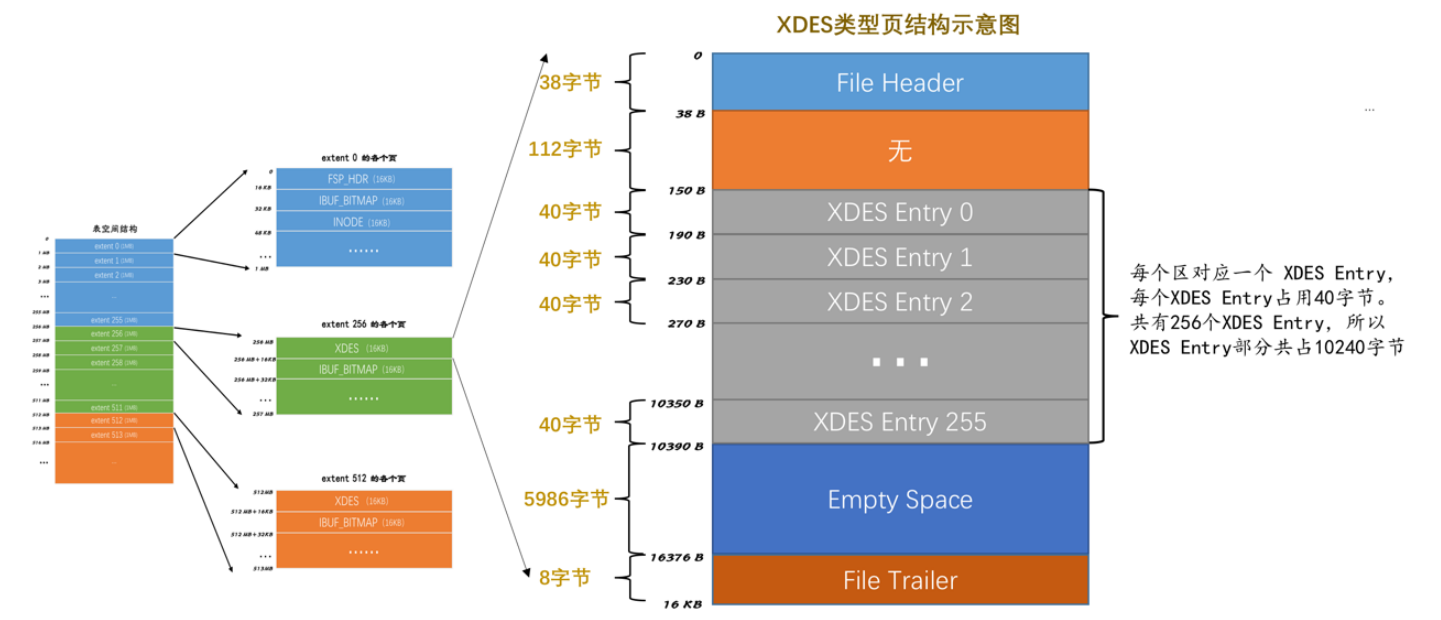 XDES类型页结构示意图
表空间结构
0
extent 0 (1MB)
1 MB
extent 1 (1MB)
2 MB
extent 2 (1MB)
3 MB
...
...
255 MB
extent 255 (1MB)
256 MB
extent 256 (1MB)
257 MB
extent 257 (1MB)
258 MB
extent 258 (1MB)
259 MB
...
...
511 MB
extent 511 (1MB)
512 MB
extent 512 (1MB)
513 MB
extent 513 (1MB)
...
...
extent 0 的各个页
0
FSP_HDR (16KB)
16 KB
IBUF_BITMAP (16KB)
32 KB
INODE (16KB)
48 KB
......
...
1 MB
extent 256 的各个页
256 MB
XDES (16KB)
256 MB+16KB
IBUF_BITMAP (16KB)
256 MB+32KB
......
...
257 MB
extent 512 的各个页
512MB
XDES (16KB)
512 MB+16KB
IBUF_BITMAP (16KB)
512 MB+32KB
......
...
513MB
0
38字节
File Header
38 B
112字节
无
150 B
40字节
XDES Entry 0
190 B
40字节
XDES Entry 1
230 B
40字节
XDES Entry 2
270 B
...
10350 B
40字节
XDES Entry 255
10390 B
5986字节
Empty Space
16376 B
8字节
File Trailer
16 KB
每个区对应一个 XDES Entry,
每个XDES Entry占用40字节。
共有256个XDES Entry, 所以
XDES Entry部分共占10240字节
...